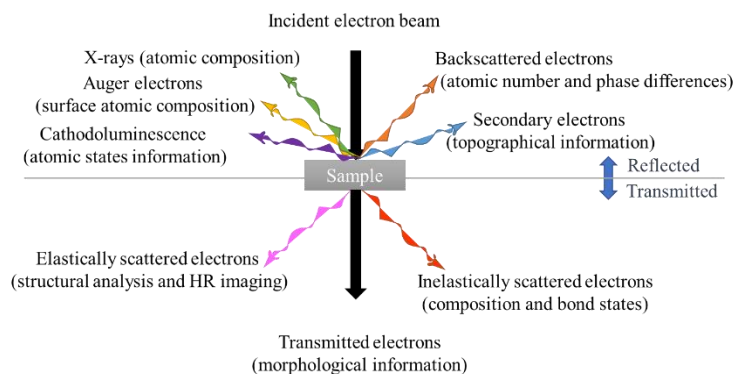 Incident electron beam
X-rays (atomic composition)
Auger electrons
(surface atomic composition)
Cathodoluminescence
(atomic states information)
Backscattered electrons
(atomic number and phase differences)
Secondary electrons
(topographical information)
Sample
Reflected
Transmitted
Elastically scattered electrons
(structural analysis and HR imaging)
Inelastically scattered electrons
(composition and bond states)
Transmitted electrons
(morphological information)